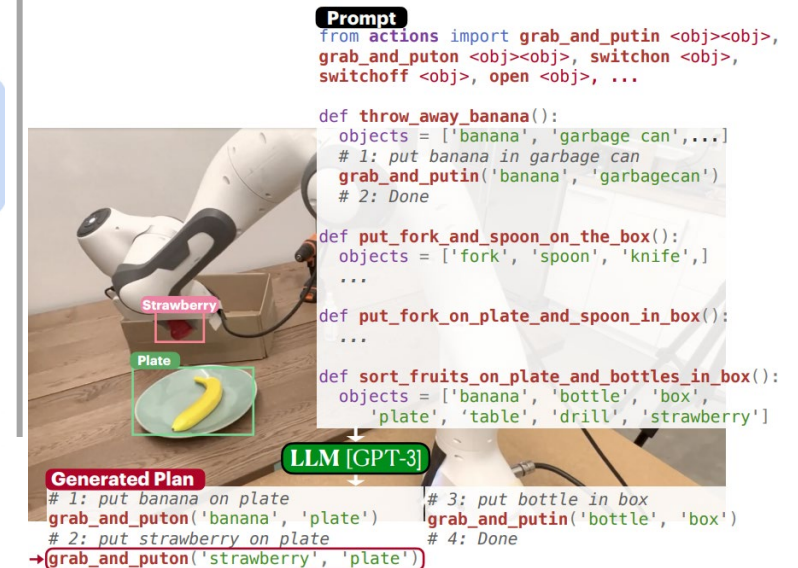 Prompt
from actions import grab_and_putin <obj><obj>,
grab_and_puton <obj><obj>, switchon <obj>,
switchoff <obj>, open <obj>, ...
def throw_away_banana():
objects = ['banana', 'garbage can',...]
# 1: put banana in garbage can
grab_and_putin('banana', 'garbagecan')
# 2: Done
def put_fork_and_spoon_on_the_box():
objects = ['fork', 'spoon', 'knife',]
...
def put_fork_on_plate_and_spoon_in_box():
...
def sort_fruits_on_plate_and_bottles_in_box():
objects = ['banana', 'bottle', 'box',
'plate', 'table', 'drill', 'strawberry']
Strawberry
Plate
LLM [GPT-3]
Generated Plan
# 1: put banana on plate
grab_and_puton('banana', 'plate')
# 2: put strawberry on plate
→grab_and_puton('strawberry', 'plate')
# 3: put bottle in box
grab_and_putin('bottle', 'box')
# 4: Done